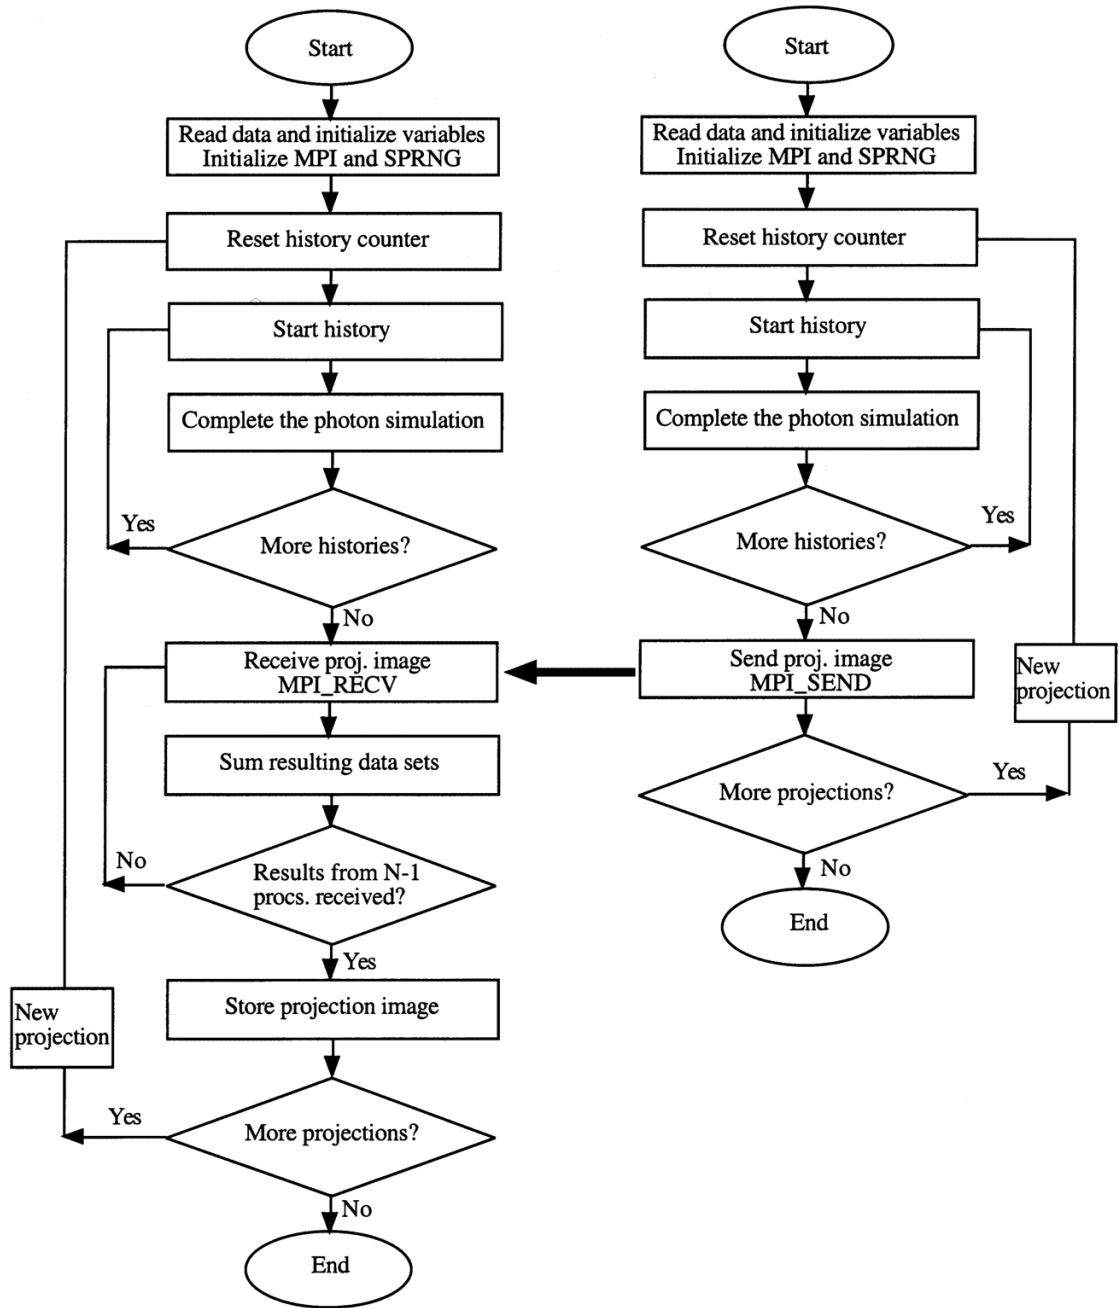 Start
Read data and initialize variables
Initialize MPI and SPRNG
Reset history counter
Start history
Complete the photon simulation
Yes
More histories?
No
Receive proj. image
MPI_RECV
Sum resulting data sets
No
Results from N-1
procs. received?
Yes
New
projection
Store projection image
Yes
More projections?
No
End
Start
Read data and initialize variables
Initialize MPI and SPRNG
Reset history counter
Start history
Complete the photon simulation
Yes
More histories?
No
Send proj. image
MPI_SEND
New
projection
Yes
More projections?
No
End